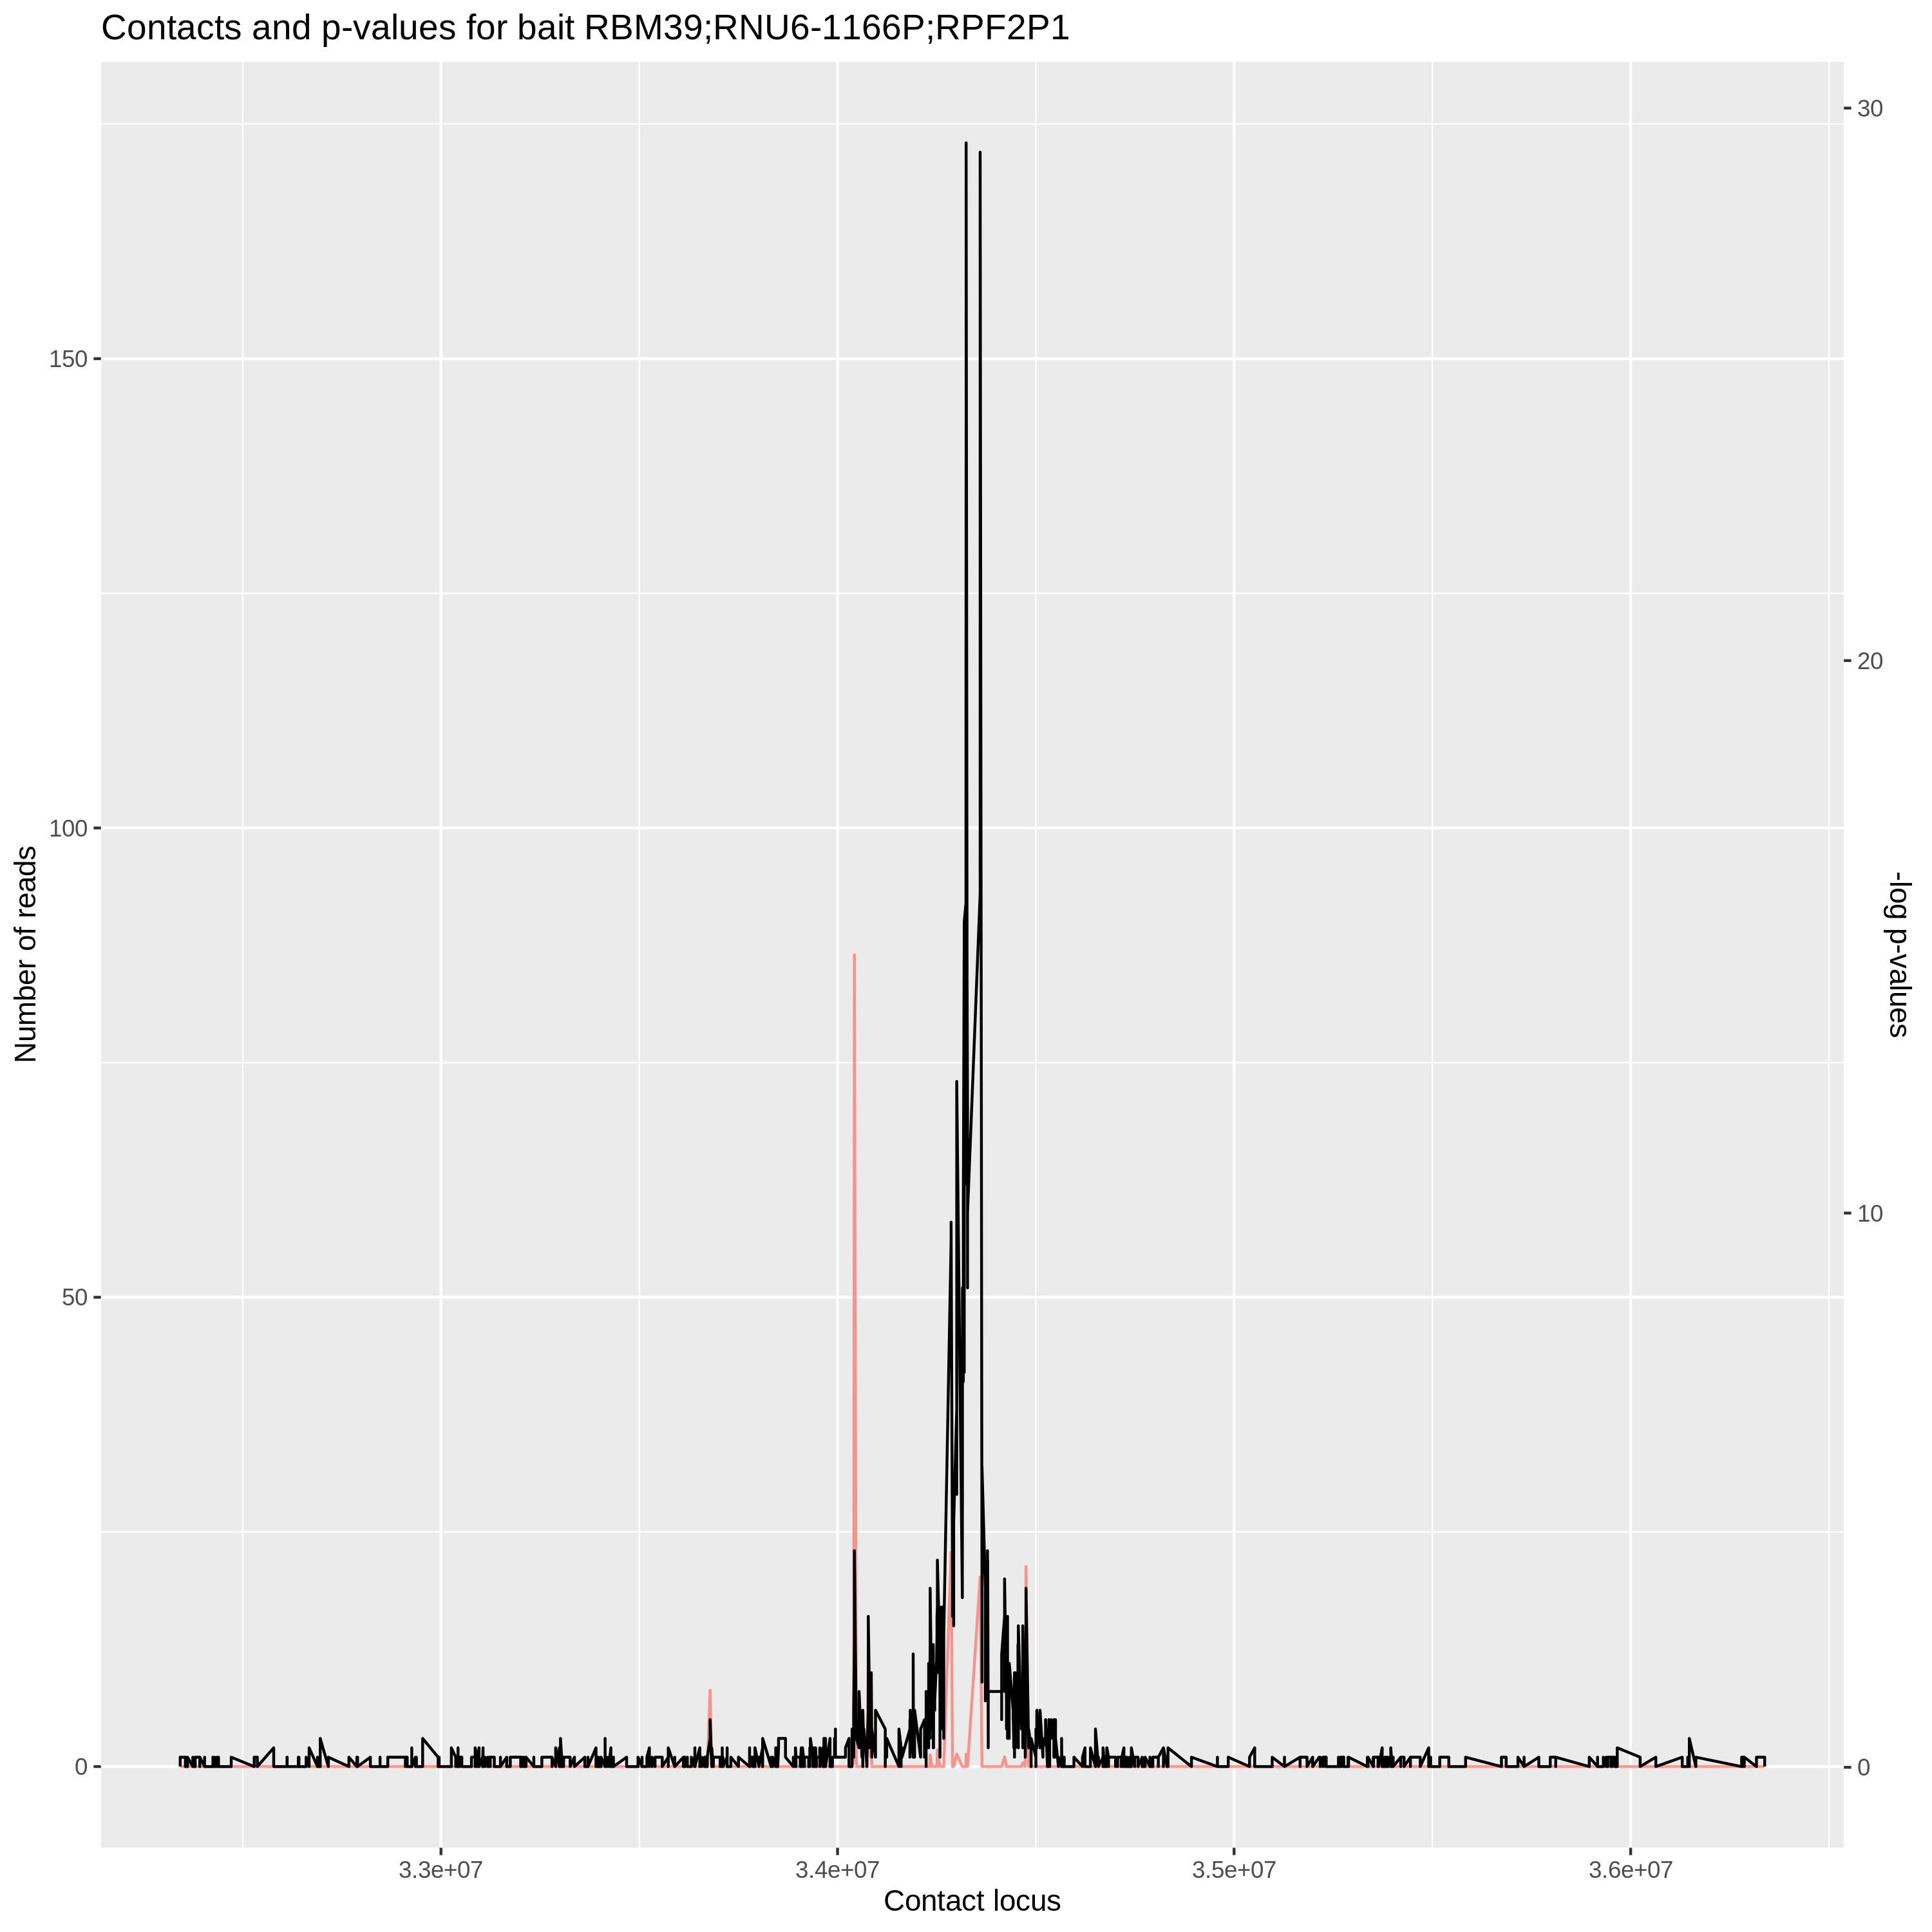 Contacts and p-values for bait RBM39;RNU6-1166P;RPF2P1
30
150
20
100
Number of reads
-log p-values
10
50
0
0
3.3e+07
3.4e+07
3.5e+07
3.6e+07
Contact locus